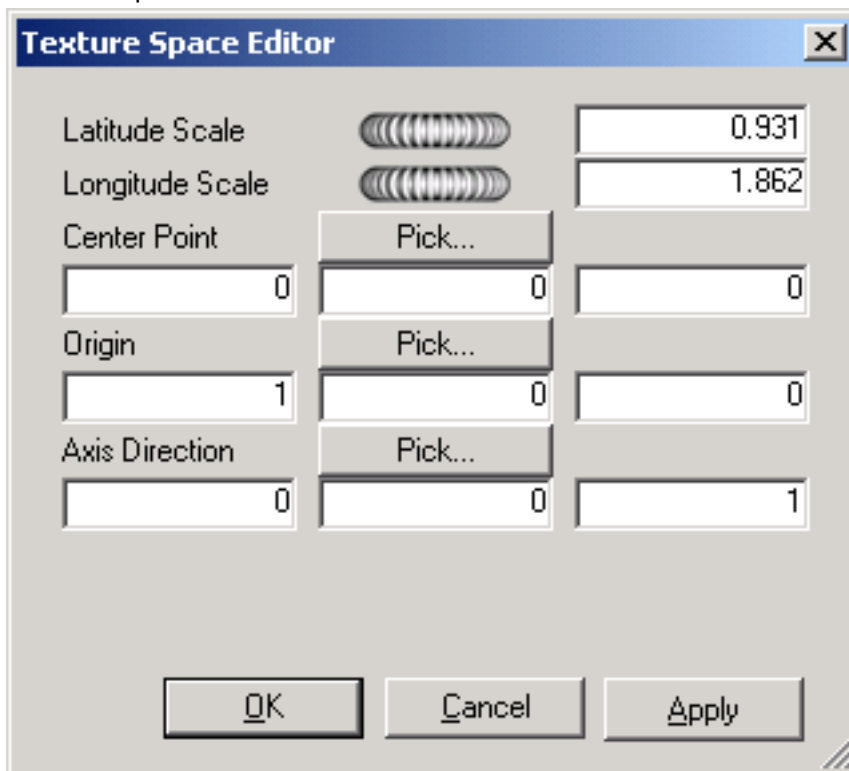 Texture Space Editor
Latitude Scale 0.931
Longitude Scale 1.862
Center Point Pick...
0 0 0
Origin Pick...
1 0 0
Axis Direction Pick...
0 0 1
OK Cancel Apply